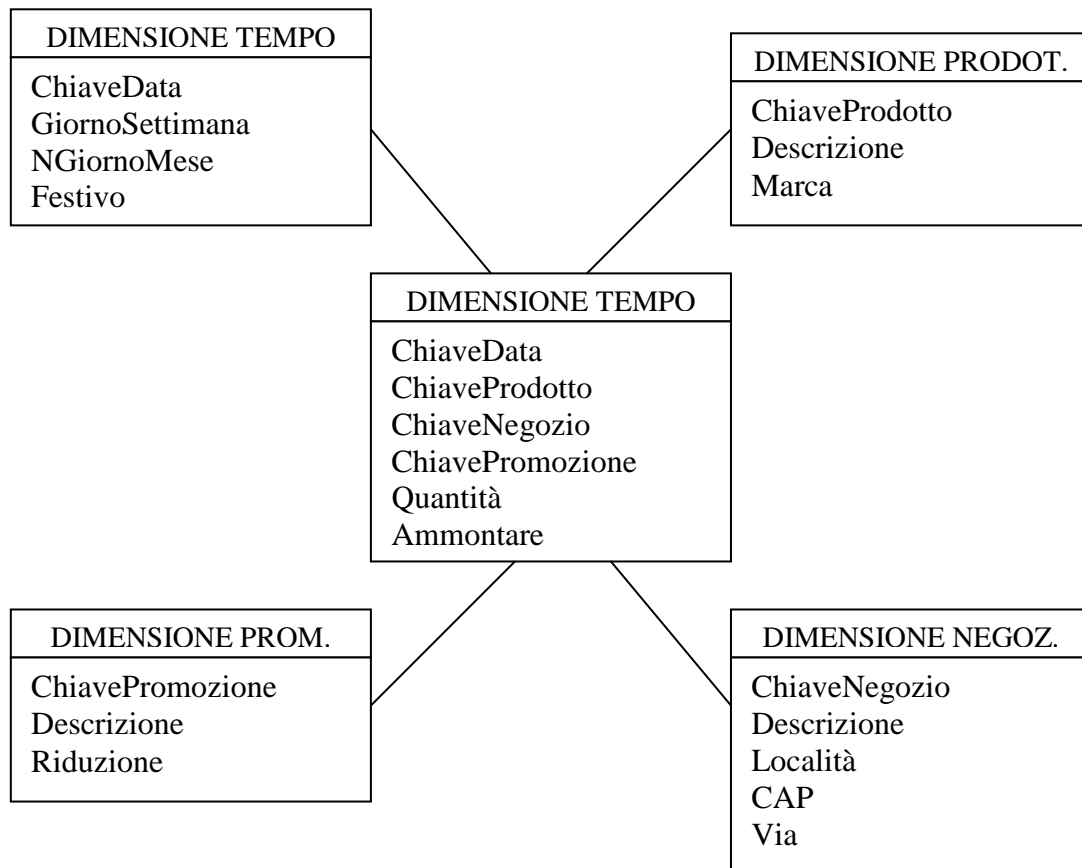 DIMENSIONE TEMPO
ChiaveData
GiornoSettimana
NGiornoMese
Festivo
DIMENSIONE PRODOT.
ChiaveProdotto
Descrizione
Marca
DIMENSIONE TEMPO
ChiaveData
ChiaveProdotto
ChiaveNegozio
ChiavePromozione
Quantità
Ammontare
DIMENSIONE PROM.
ChiavePromozione
Descrizione
Riduzione
DIMENSIONE NEGOZ.
ChiaveNegozio
Descrizione
Località
CAP
Via